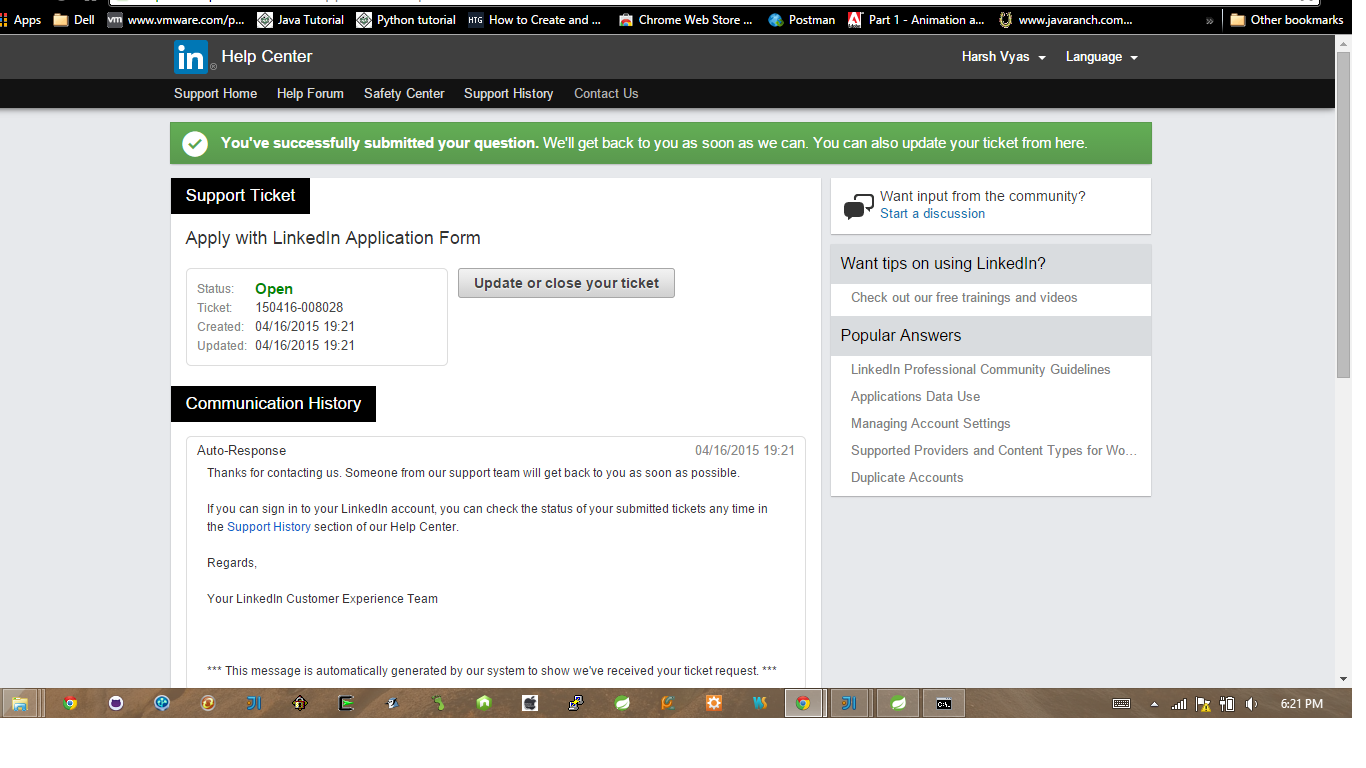 Apps Dell vm www.vmware.com/p... Java Tutorial Python tutorial HTG How to Create and ... Chrome Web Store ... Postman Part 1 - Animation a... www.javaranch.com... » Other bookmarks
in® Help Center Harsh Vyas Language
Support Home Help Forum Safety Center Support History Contact Us
You've successfully submitted your question. We'll get back to you as soon as we can. You can also update your ticket from here.
Support Ticket
Apply with LinkedIn Application Form
Status: Open
Ticket: 150416-008028
Created: 04/16/2015 19:21
Updated: 04/16/2015 19:21
Update or close your ticket
Communication History
Auto-Response 04/16/2015 19:21
Thanks for contacting us. Someone from our support team will get back to you as soon as possible.
If you can sign in to your LinkedIn account, you can check the status of your submitted tickets any time in
the Support History section of our Help Center.
Regards,
Your LinkedIn Customer Experience Team
*** This message is automatically generated by our system to show we've received your ticket request. ***
Want input from the community?
Start a discussion
Want tips on using LinkedIn?
Check out our free trainings and videos
Popular Answers
LinkedIn Professional Community Guidelines
Applications Data Use
Managing Account Settings
Supported Providers and Content Types for Wo...
Duplicate Accounts
6:21 PM